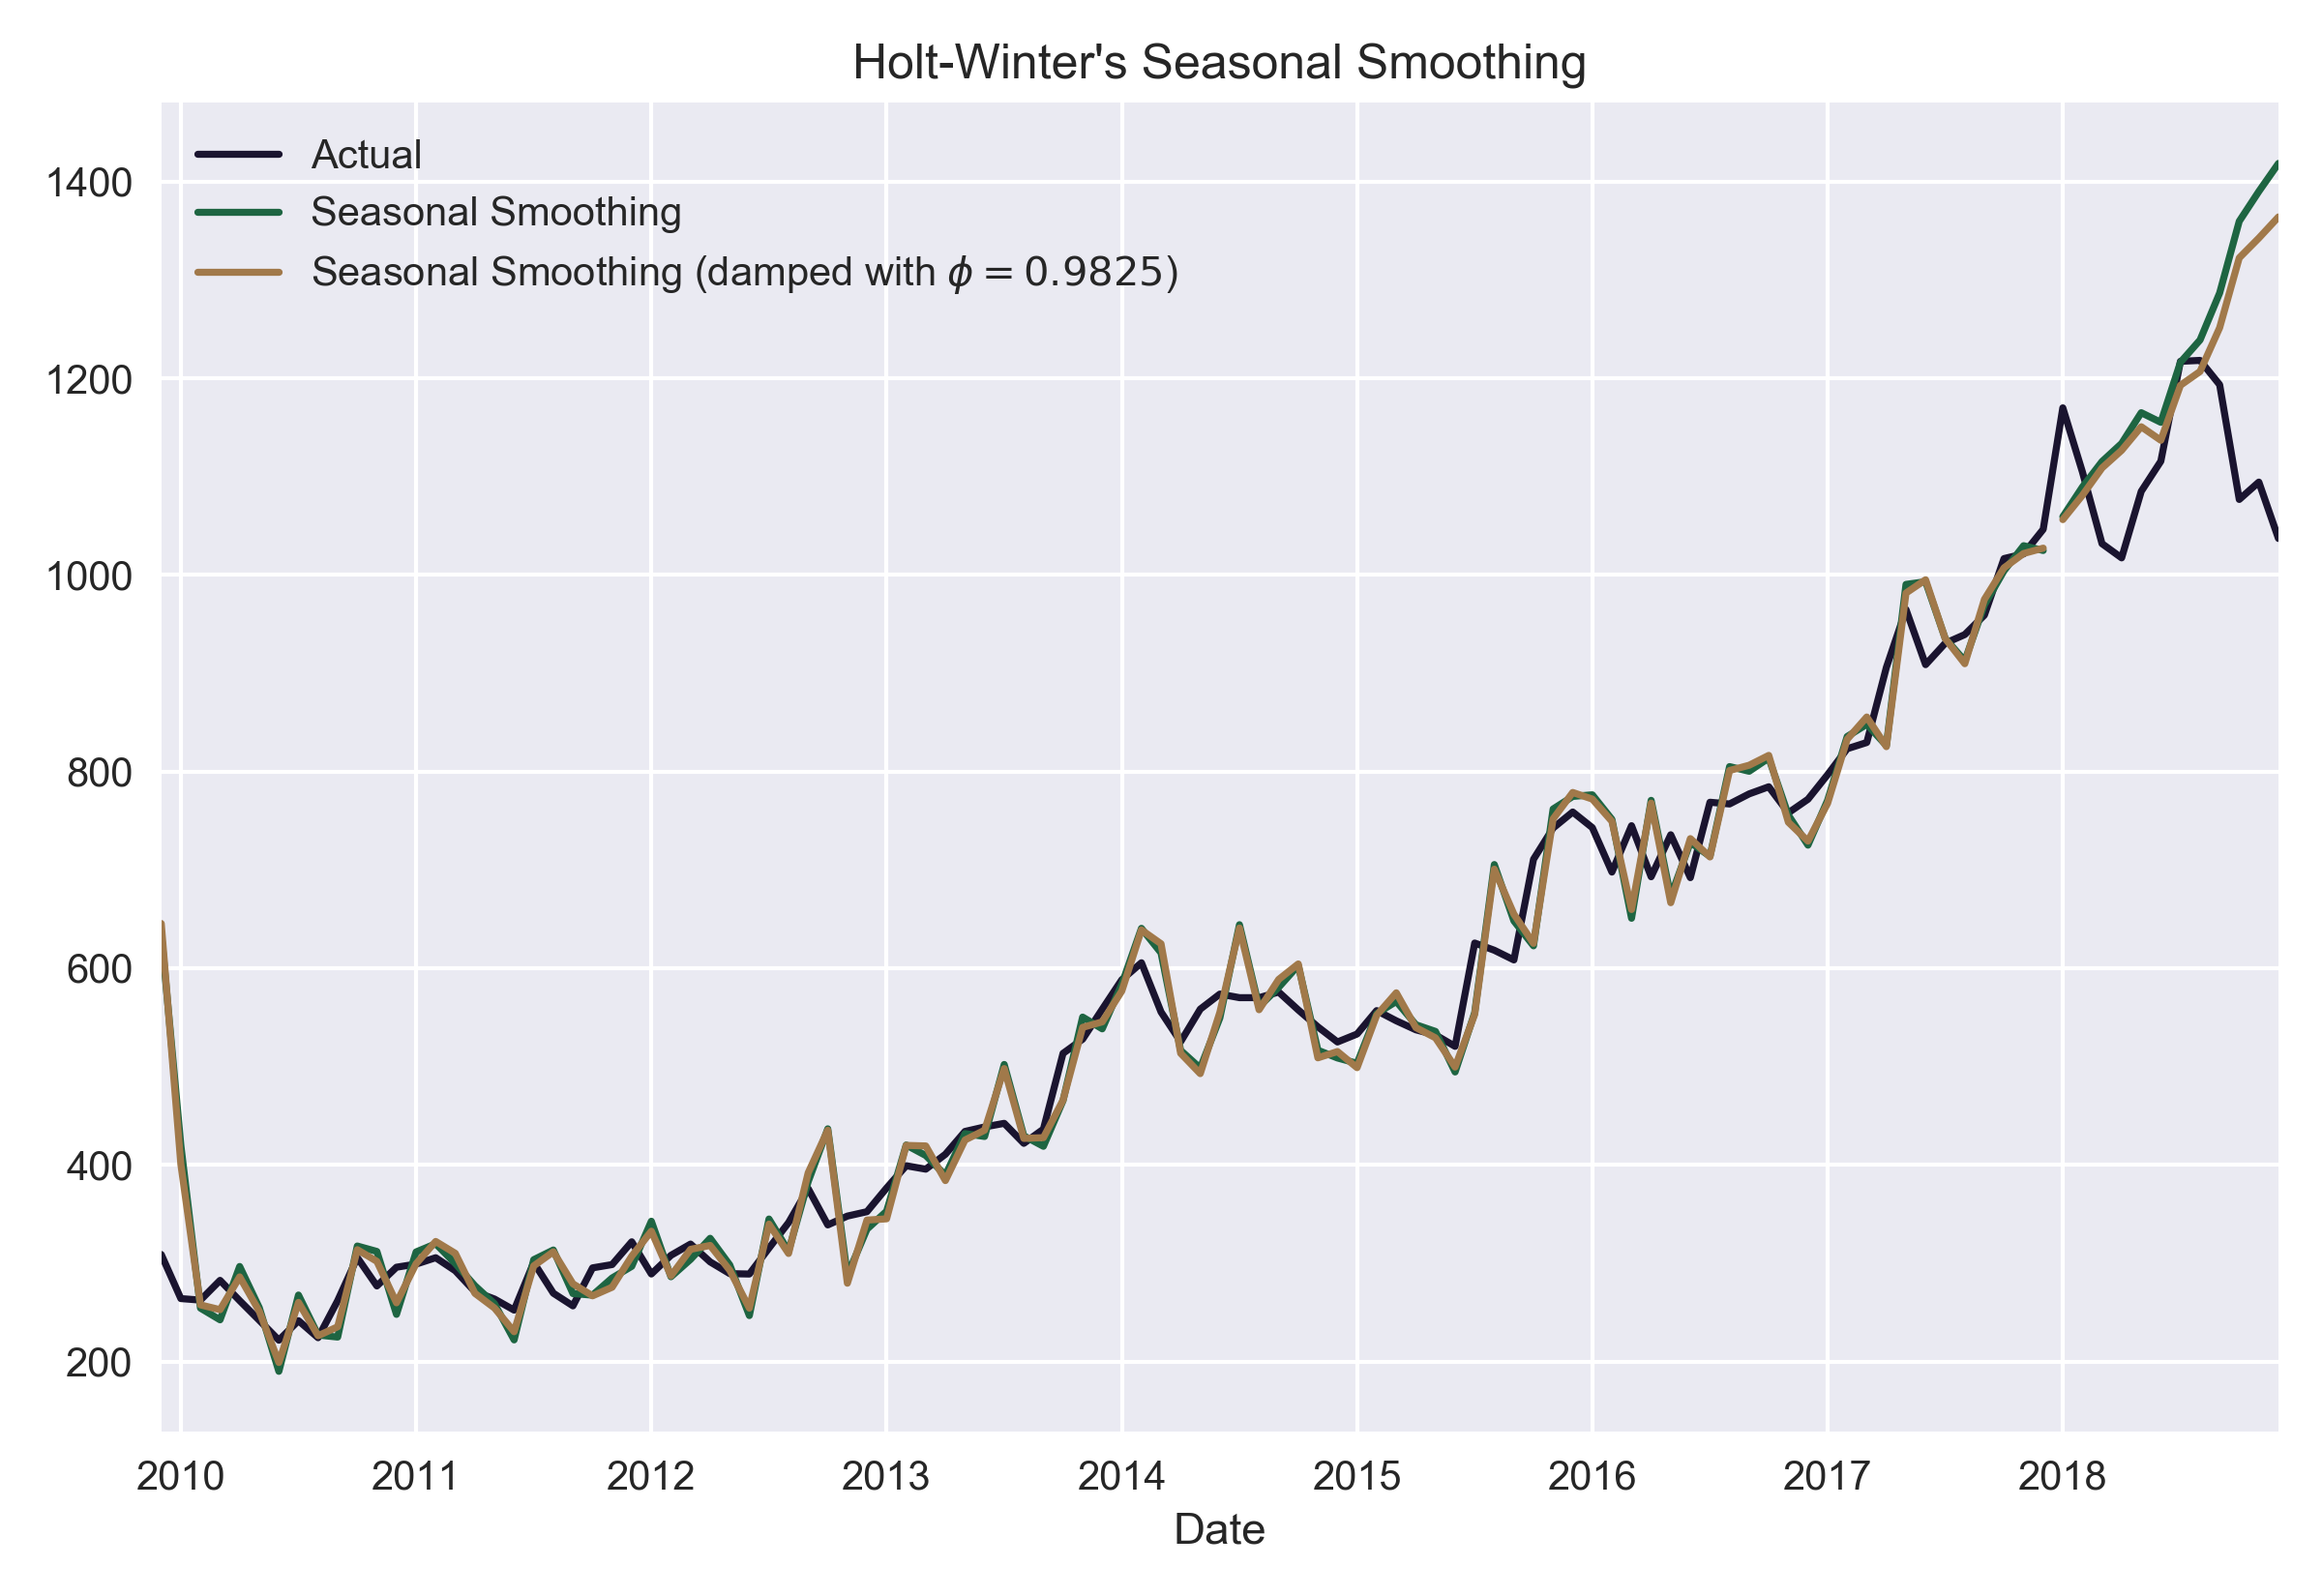 Holt-Winter's Seasonal Smoothing
Actual
Seasonal Smoothing
Seasonal Smoothing (damped with ϕ = 0.9825)
1400
1200
1000
800
600
400
200
2010 2011 2012 2013 2014 2015 2016 2017 2018
Date